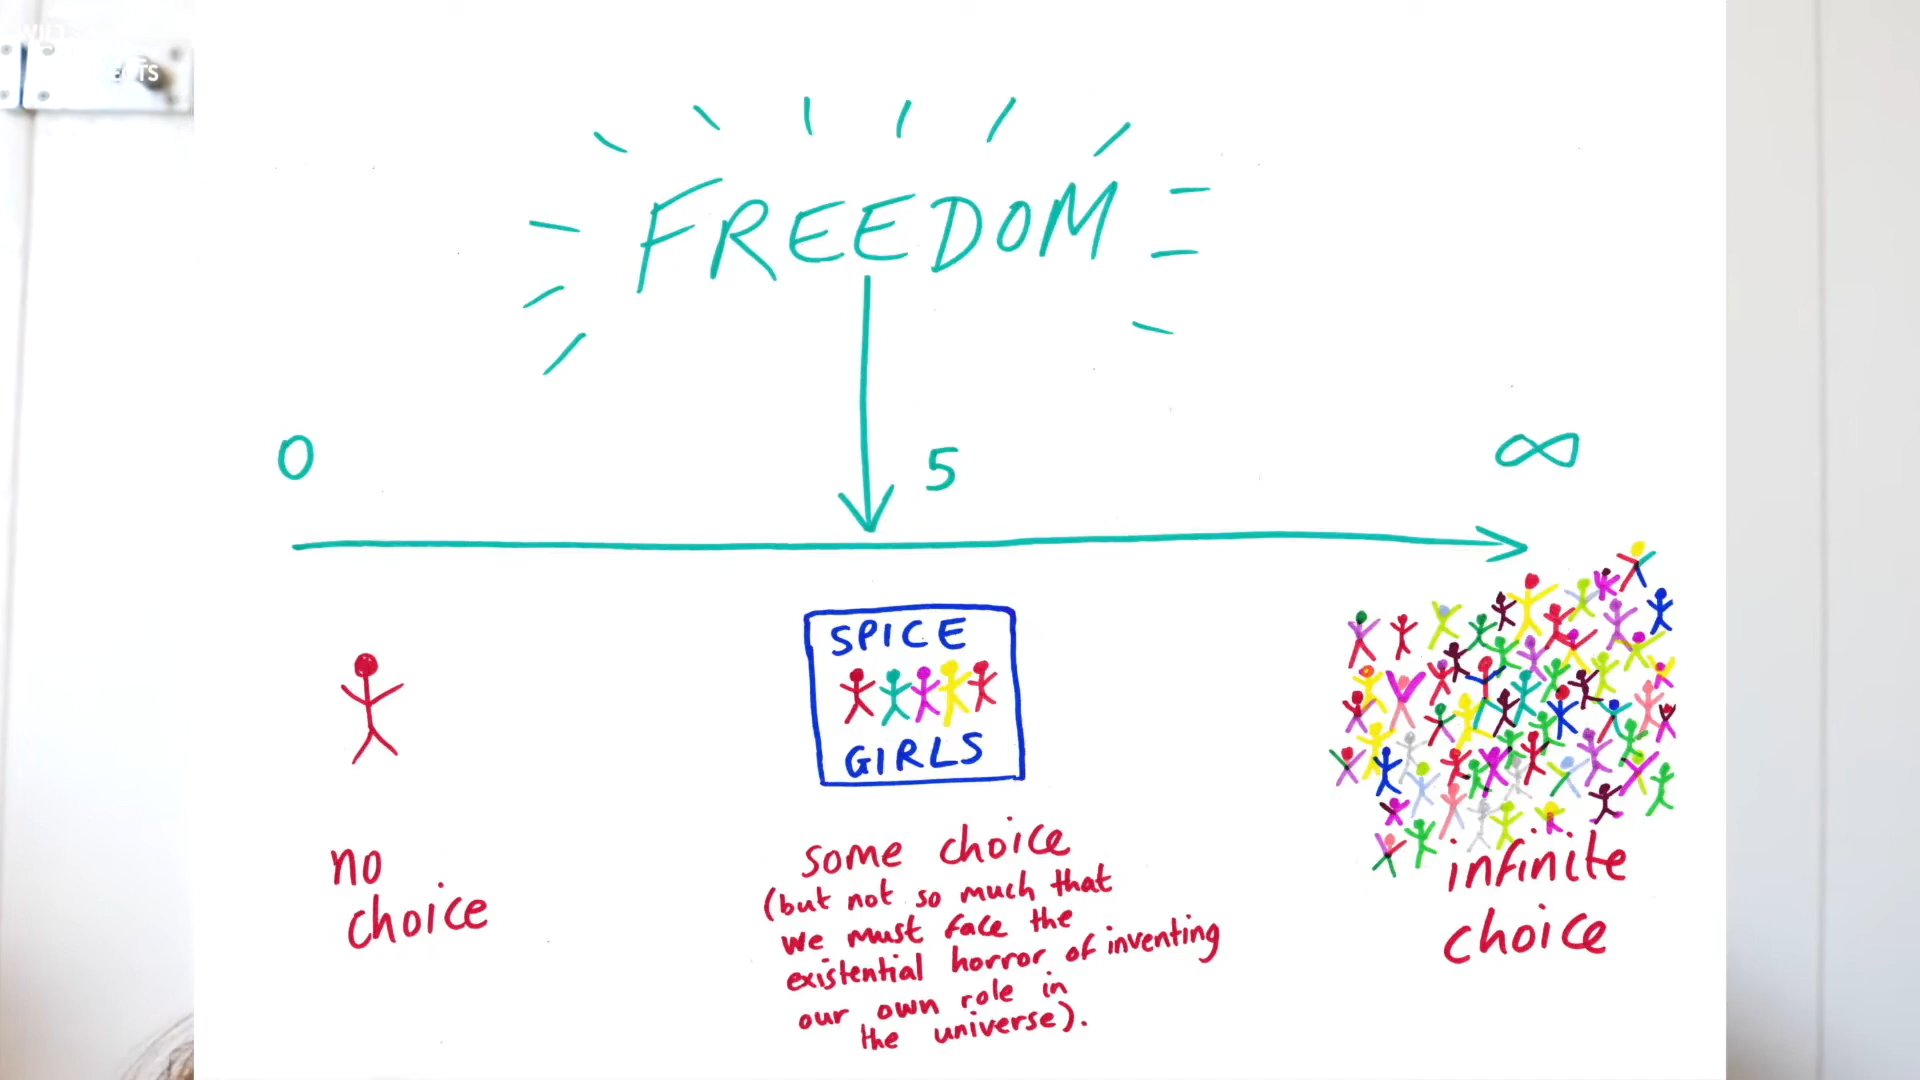 FREEDOM
0
5
∞
SPICE
GIRLS
no
choice
some choice
(but not so much that
we must face the
existential horror of inventing
our own role in
the universe).
infinite
choice